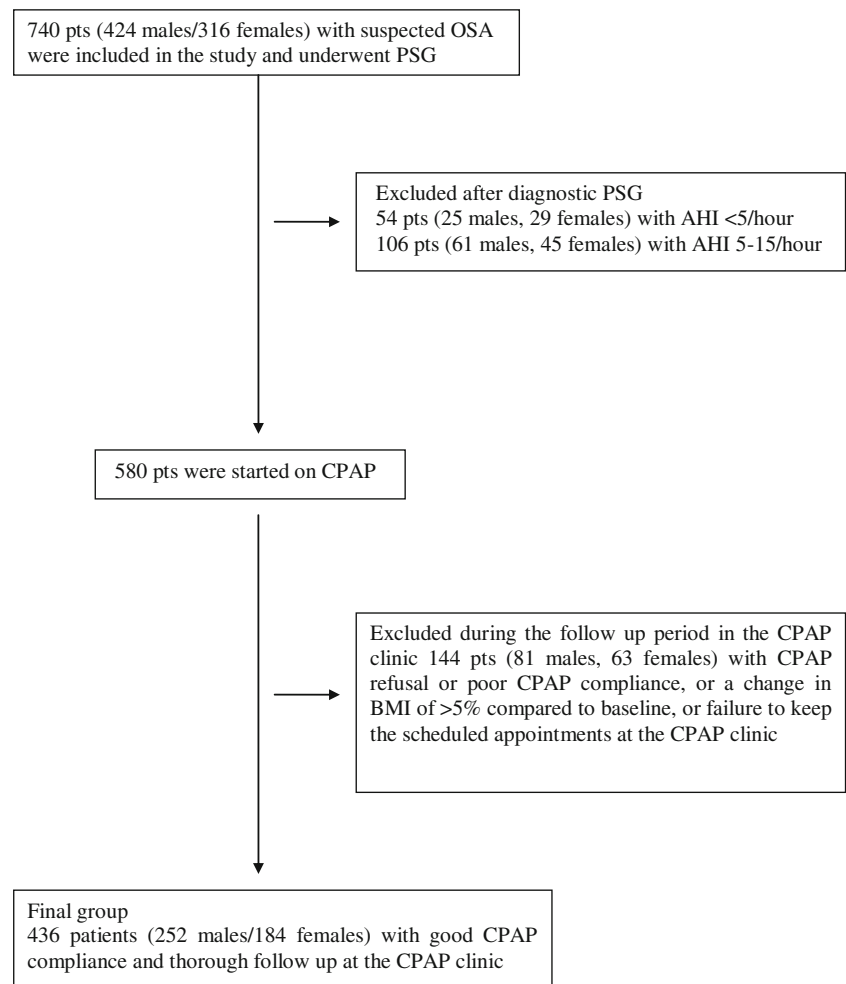 740 pts (424 males/316 females) with suspected OSA
were included in the study and underwent PSG
Excluded after diagnostic PSG
54 pts (25 males, 29 females) with AHI <5/hour
106 pts (61 males, 45 females) with AHI 5-15/hour
580 pts were started on CPAP
Excluded during the follow up period in the CPAP
clinic 144 pts (81 males, 63 females) with CPAP
refusal or poor CPAP compliance, or a change in
BMI of >5% compared to baseline, or failure to keep
the scheduled appointments at the CPAP clinic
Final group
436 patients (252 males/184 females) with good CPAP
compliance and thorough follow up at the CPAP clinic